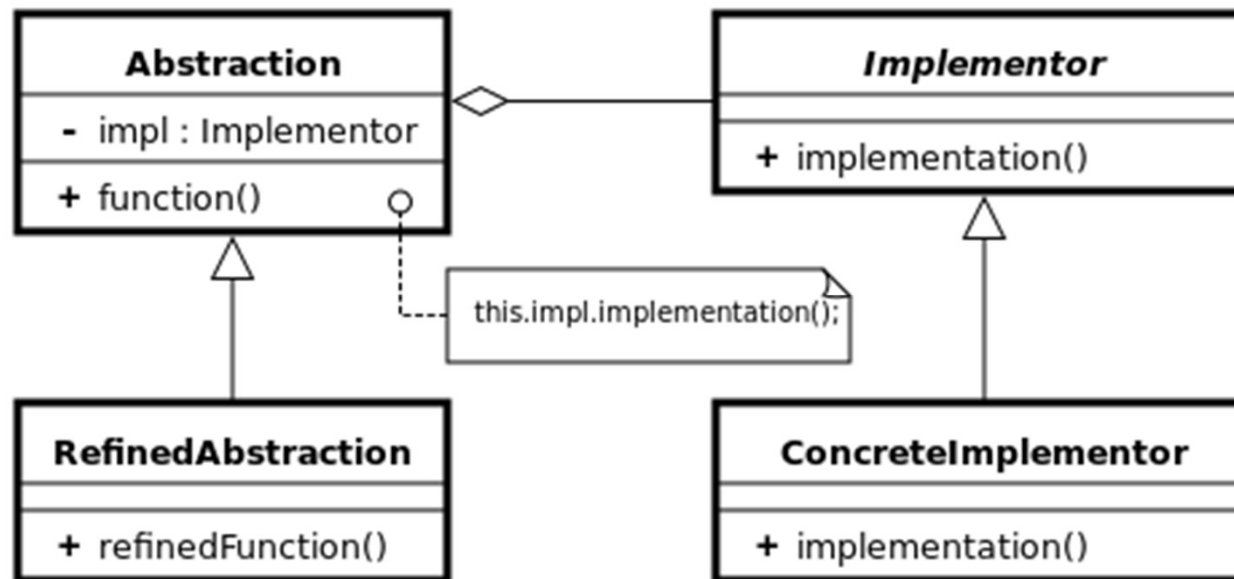 Abstraction
- impl : Implementor
+ function()
Implementor
+ implementation()
this.impl.implementation();
RefinedAbstraction
+ refinedFunction()
ConcreteImplementor
+ implementation()